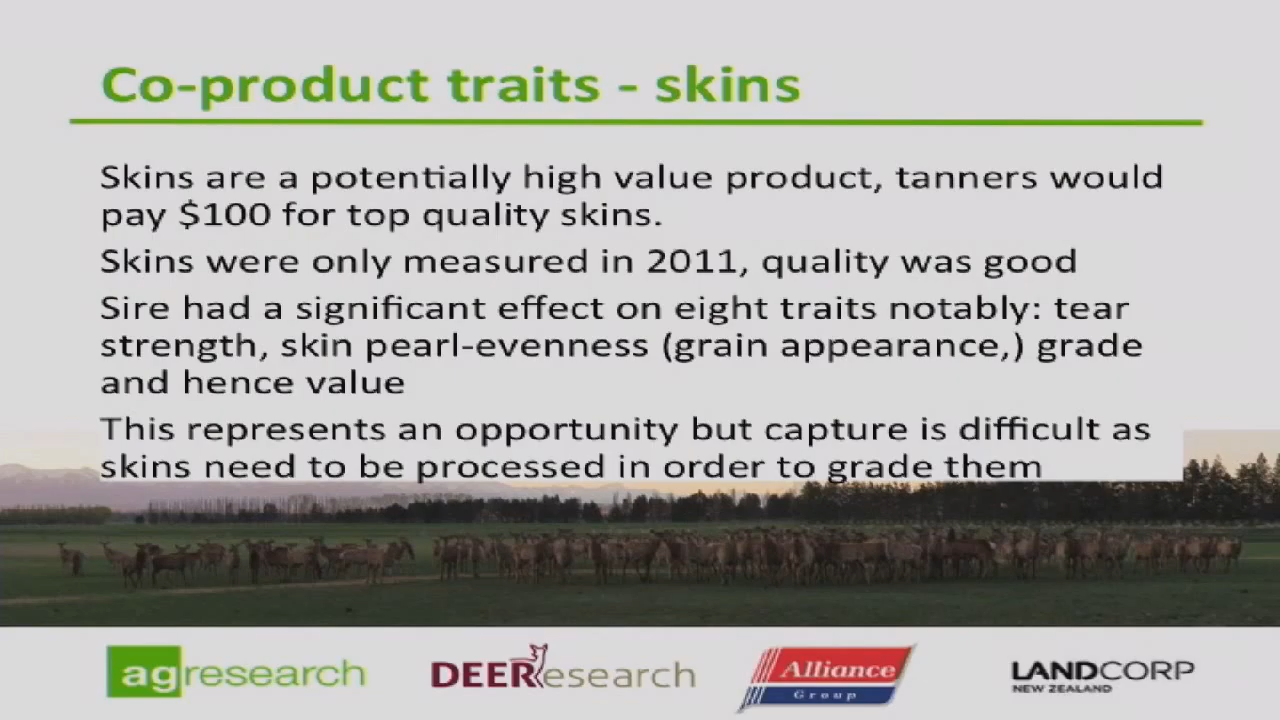 Co-product traits - skins
Skins are a potentially high value product, tanners would
pay $100 for top quality skins.
Skins were only measured in 2011, quality was good
Sire had a significant effect on eight traits notably: tear
strength, skin pearl-evenness (grain appearance,) grade
and hence value
This represents an opportunity but capture is difficult as
skins need to be processed in order to grade them
agresearch
DEEResearch
Alliance
Group
LANDCORP
NEW ZEALAND